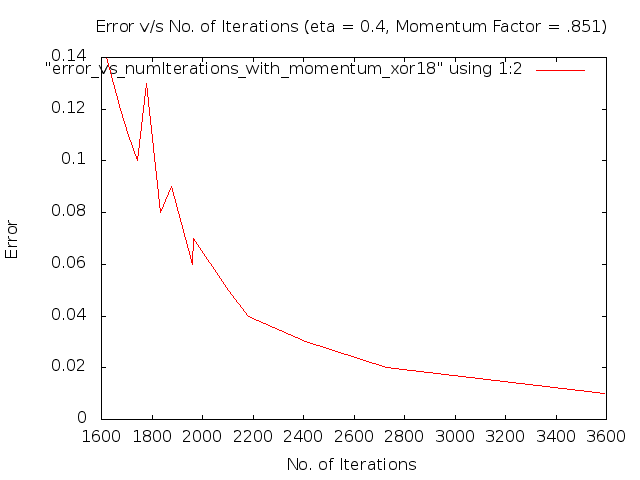 Error v/s No. of Iterations (eta = 0.4, Momentum Factor = .851)
"error_v/s_numIterations_with_momentum_xor18" using 1:2
0.14
0.12
0.1
0.08
0.06
0.04
0.02
0
Error
1600 1800 2000 2200 2400 2600 2800 3000 3200 3400 3600
No. of Iterations